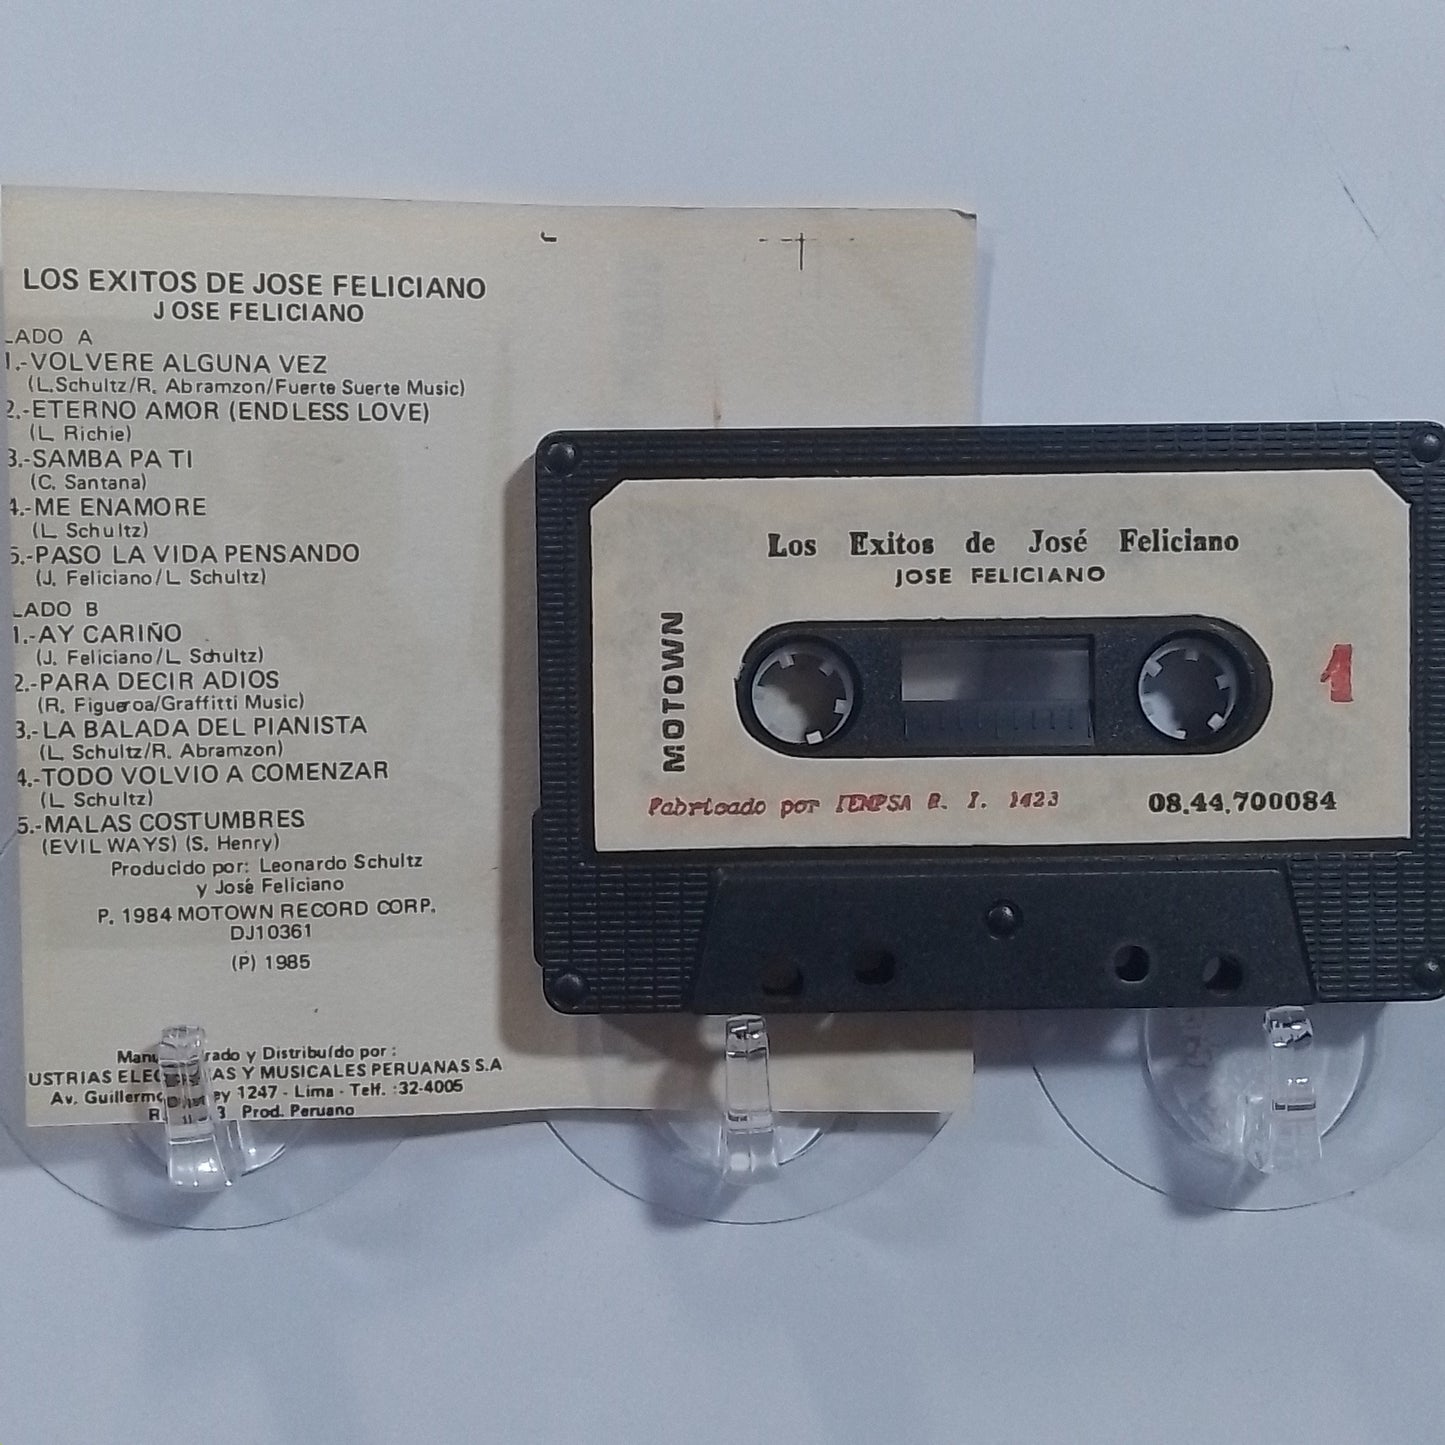 LOS EXITOS DE JOSE FELICIANO
JOSE FELICIANO
LADO A
1.-VOLVERE ALGUNA VEZ
(L.Schultz/R. Abramzon/Fuerte Suerte Music)
2.-ETERNO AMOR (ENDLESS LOVE)
(L. Richie)
3.-SAMBA PA TI
(C. Santana)
4.-ME ENAMORE
(L. Schultz)
5.-PASO LA VIDA PENSANDO
(J. Feliciano/L. Schultz)
LADO B
1.-AY CARIÑO
(J. Feliciano/L. Schultz)
2.-PARA DECIR ADIOS
(R. Figueroa/Graffitti Music)
3.-LA BALADA DEL PIANISTA
(L. Schultz/R. Abramzon)
4.-TODO VOLVIO A COMENZAR
(L. Schultz)
5.-MALAS COSTUMBRES
(EVIL WAYS) (S. Henry)
Producido por: Leonardo Schultz
y José Feliciano
P. 1984 MOTOWN RECORD CORP.
DJ10361
(P) 1985
y Distribuído por :
Y MUSICALES PERUANAS S.A
Av. 1247 - Lima - Telf. :32-4005
Prod. Peruano
Los Exitos de José Feliciano
JOSE FELICIANO
MOTOWN
1
Fabricado por IEMPSA R. I. 1423
08.44.700084